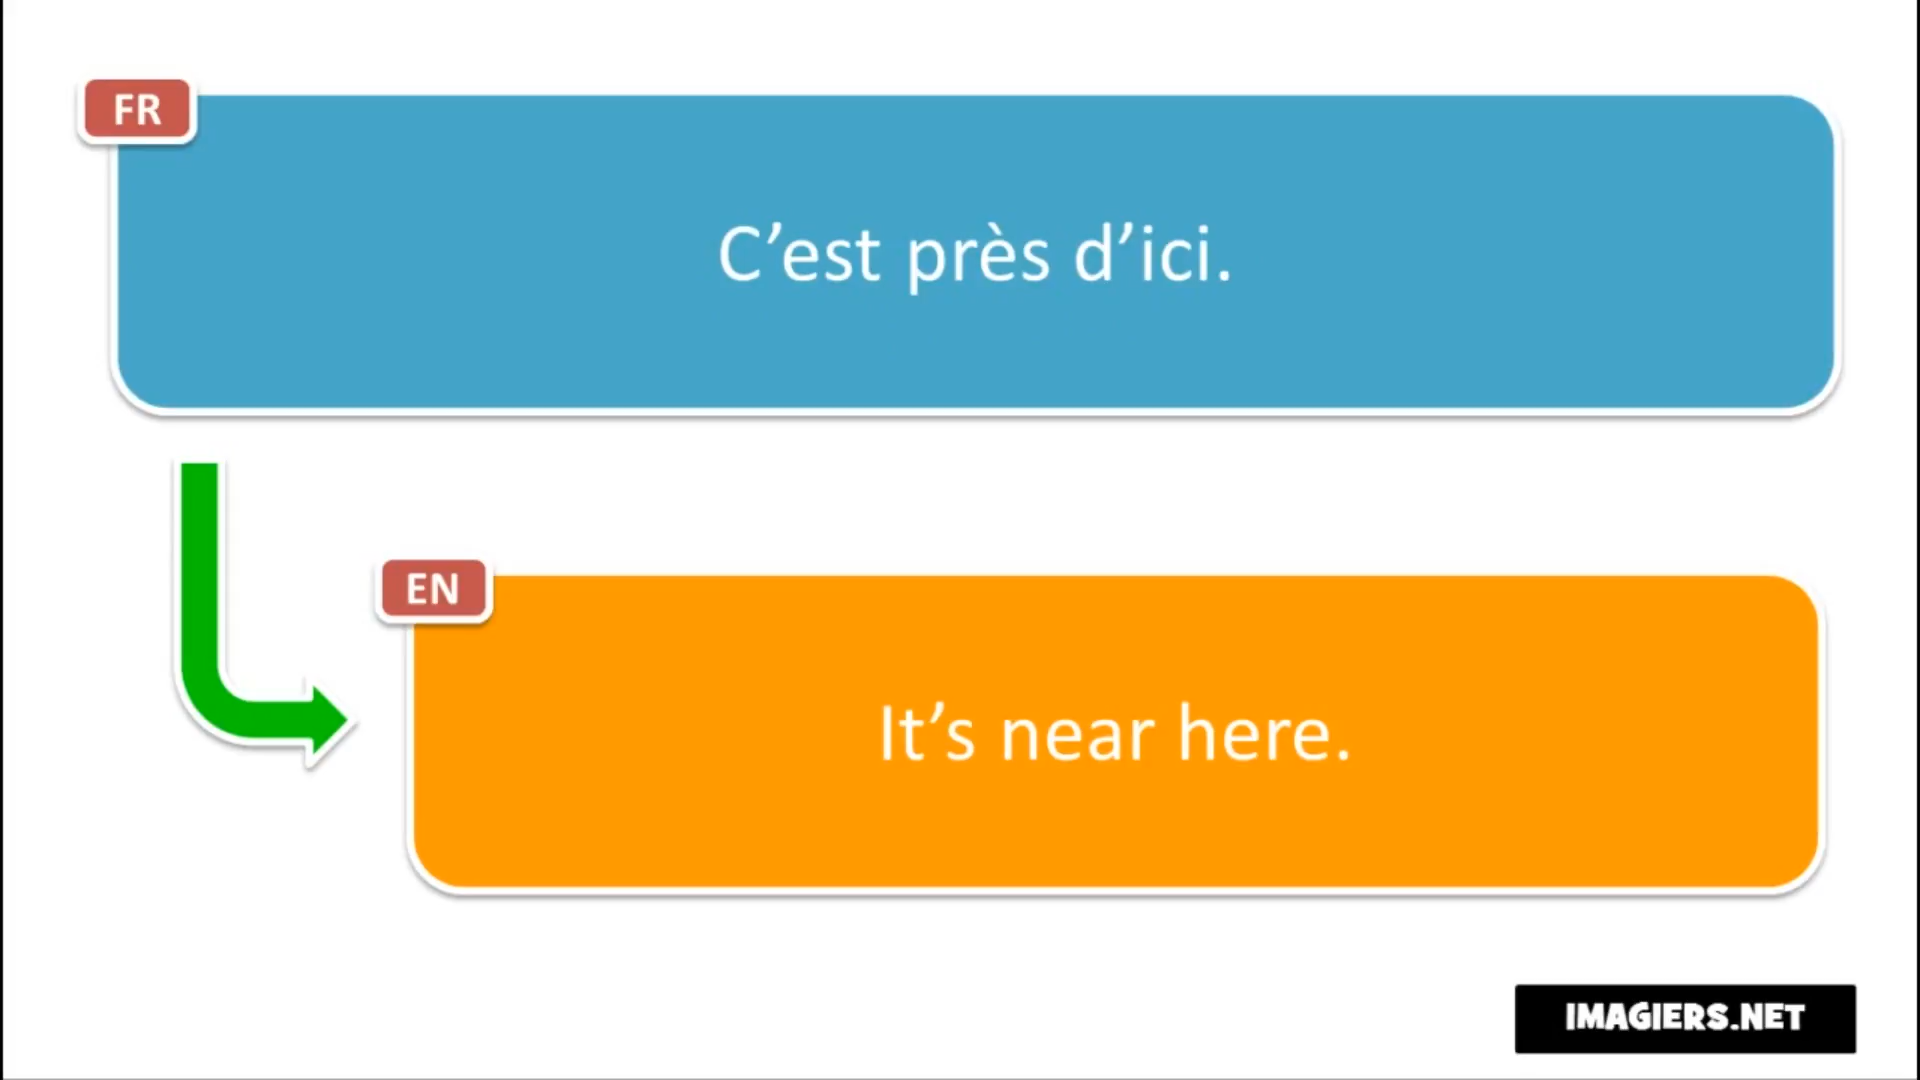 FR
C’est près d’ici.
EN
It’s near here.
IMAGIERS.NET